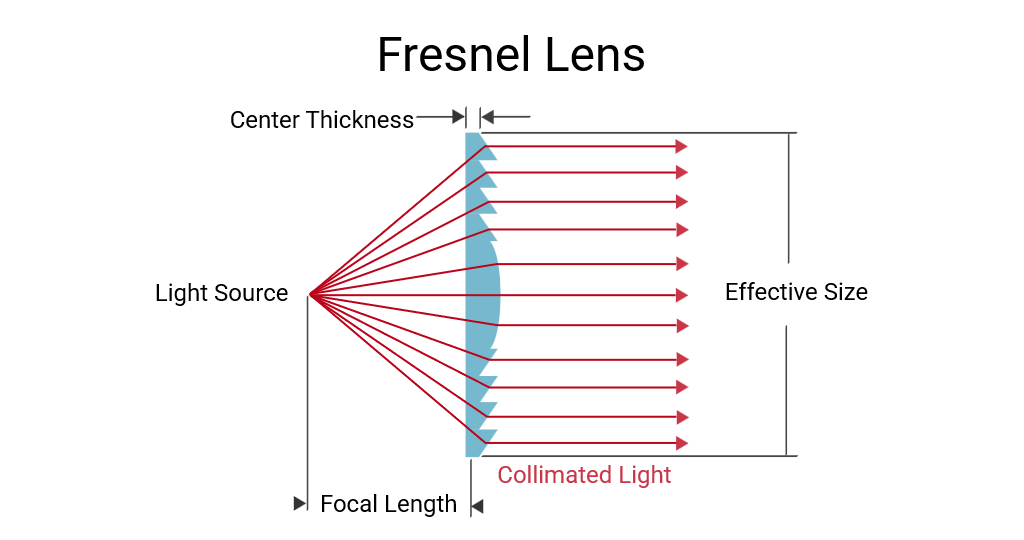 Fresnel Lens
Center Thickness
Light Source
Effective Size
Collimated Light
Focal Length